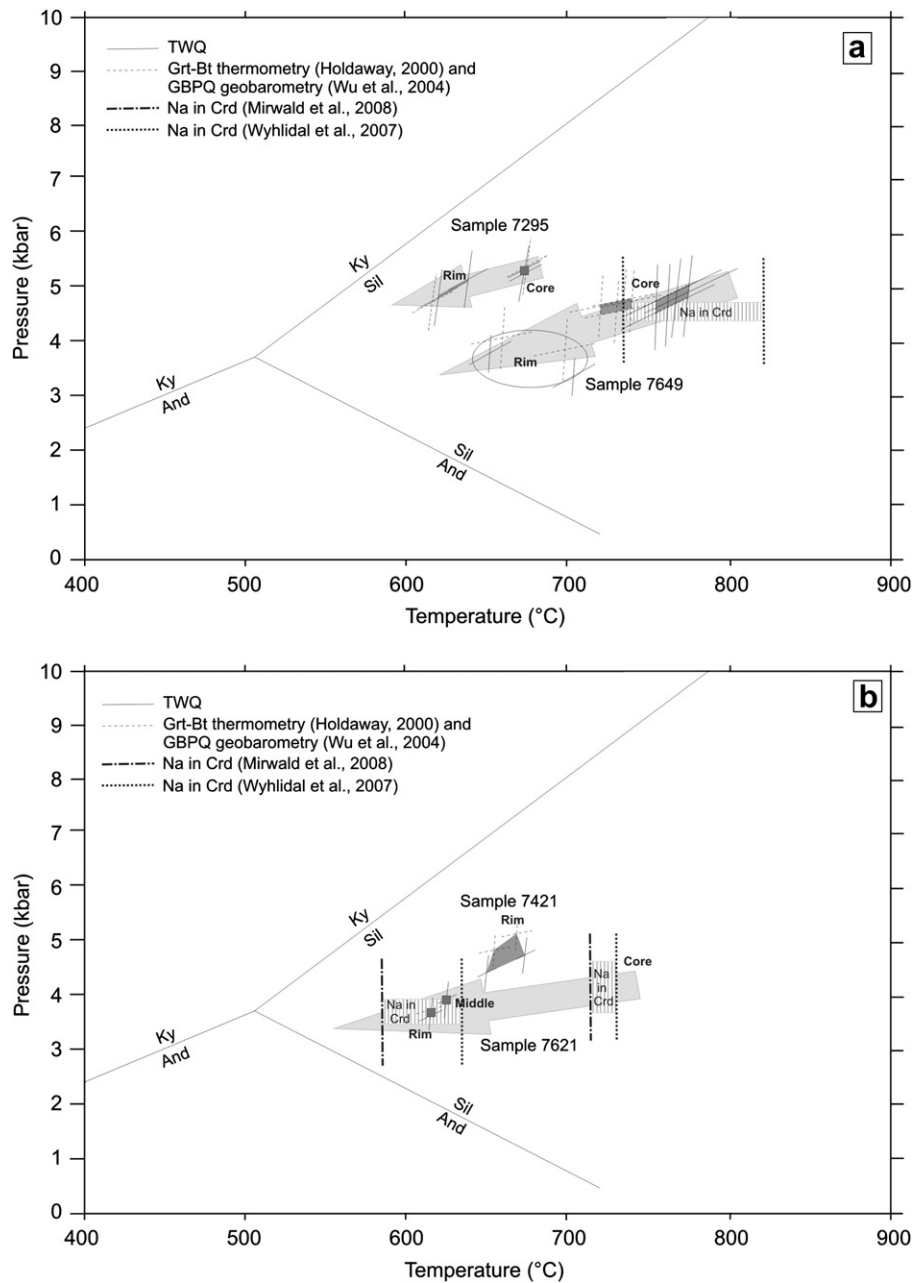 a
TWQ
Grt-Bt thermometry (Holdaway, 2000) and
GBPQ geobarometry (Wu et al., 2004)
Na in Crd (Mirwald et al., 2008)
Na in Crd (Wyhlidal et al., 2007)
10
9
8
7
6
5
4
3
2
1
0
Pressure (kbar)
Sample 7295
Ky
Sil
Rim
Core
Core
Na in Crd
Rim
Sample 7649
Ky
And
Sil
And
400
500
600
700
800
900
Temperature (°C)
b
TWQ
Grt-Bt thermometry (Holdaway, 2000) and
GBPQ geobarometry (Wu et al., 2004)
Na in Crd (Mirwald et al., 2008)
Na in Crd (Wyhlidal et al., 2007)
10
9
8
7
6
5
4
3
2
1
0
Pressure (kbar)
Sample 7421
Rim
Ky
Sil
Core
Na
in
Crd
Na in
Crd
Middle
Rim
Sample 7621
Ky
And
Sil
And
400
500
600
700
800
900
Temperature (°C)